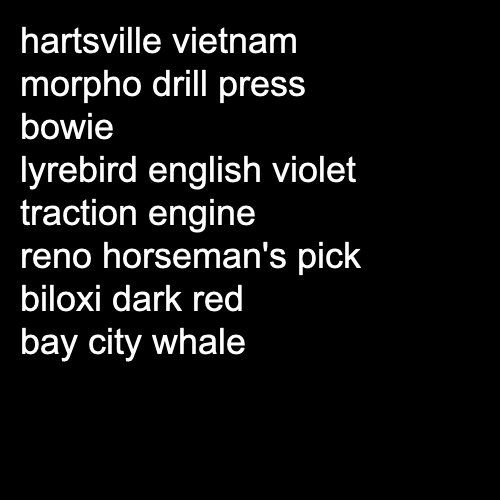 hartsville vietnam
morpho drill press
bowie
lyrebird english violet
traction engine
reno horseman's pick
biloxi dark red
bay city whale